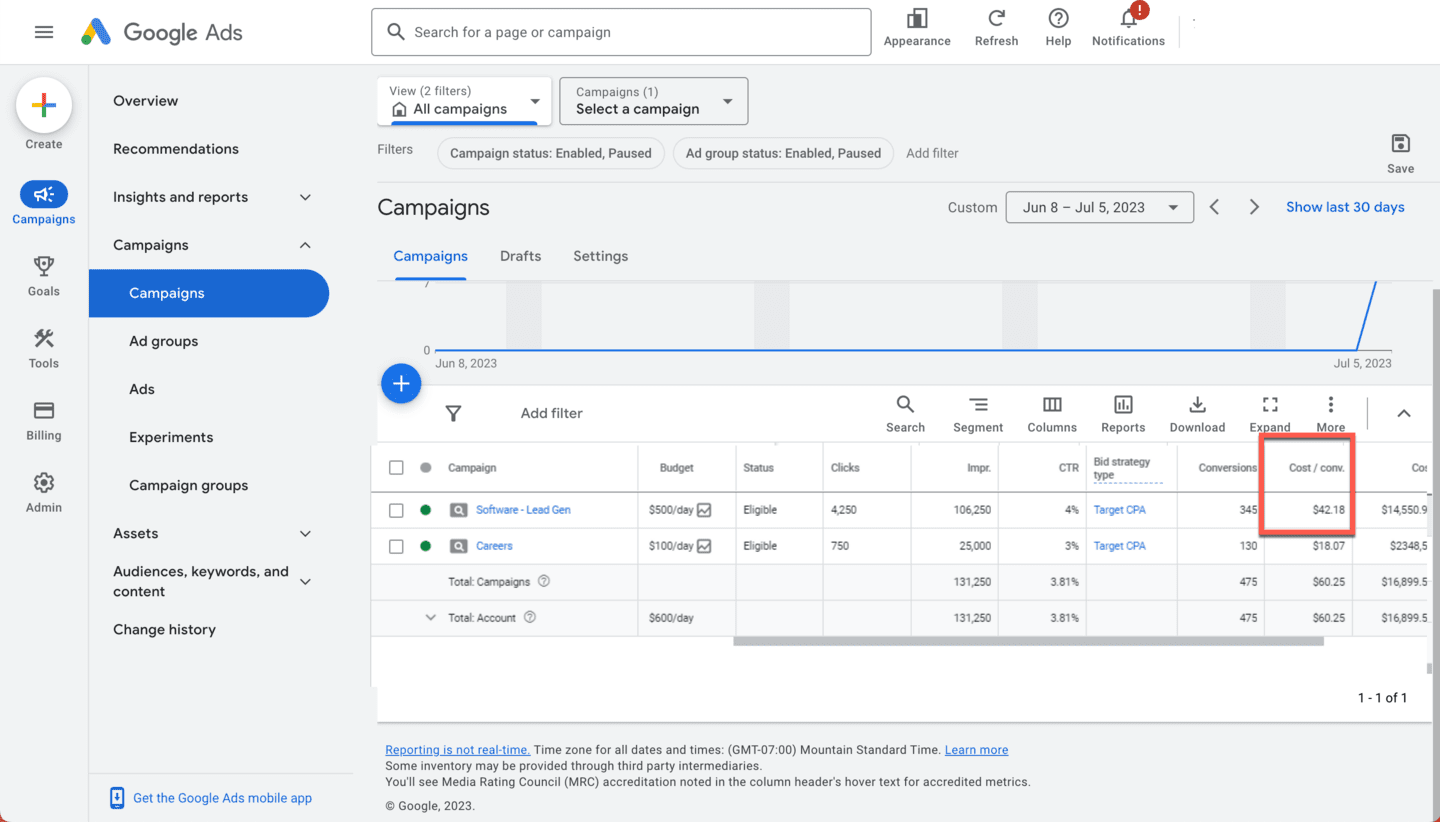 Google Ads
Search for a page or campaign
Appearance
Refresh
Help
!
Notifications
Create
Campaigns
Goals
Tools
Billing
Admin
Overview
Recommendations
Insights and reports
Campaigns
Campaigns
Ad groups
Ads
Experiments
Campaign groups
Assets
Audiences, keywords, and
content
Change history
Get the Google Ads mobile app
View (2 filters)
All campaigns
Campaigns (1)
Select a campaign
Filters
Campaign status: Enabled, Paused
Ad group status: Enabled, Paused
Add filter
Save
Campaigns
Custom
Jun 8 – Jul 5, 2023
Show last 30 days
Campaigns
Drafts
Settings
0
Jun 8, 2023
Jul 5, 2023
Add filter
Search
Segment
Columns
Reports
Download
Expand
More
Campaign Budget Status Clicks Impr. CTR Bid strategy type Conversions Cost / conv.
Software - Lead Gen $500/day Eligible 4,250 106,250 4% Target CPA 345 $42.18 $14,550.9
Careers $100/day Eligible 750 25,000 3% Target CPA 130 $18.07 $2348,5
Total: Campaigns 131,250 3.81% 475 $60.25 $16,899.5
Total: Account $600/day 131,250 3.81% 475 $60.25 $16,899.5
1 - 1 of 1
Reporting is not real-time. Time zone for all dates and times: (GMT-07:00) Mountain Standard Time. Learn more
Some inventory may be provided through third party intermediaries.
You'll see Media Rating Council (MRC) accreditation noted in the column header's hover text for accredited metrics.
© Google, 2023.